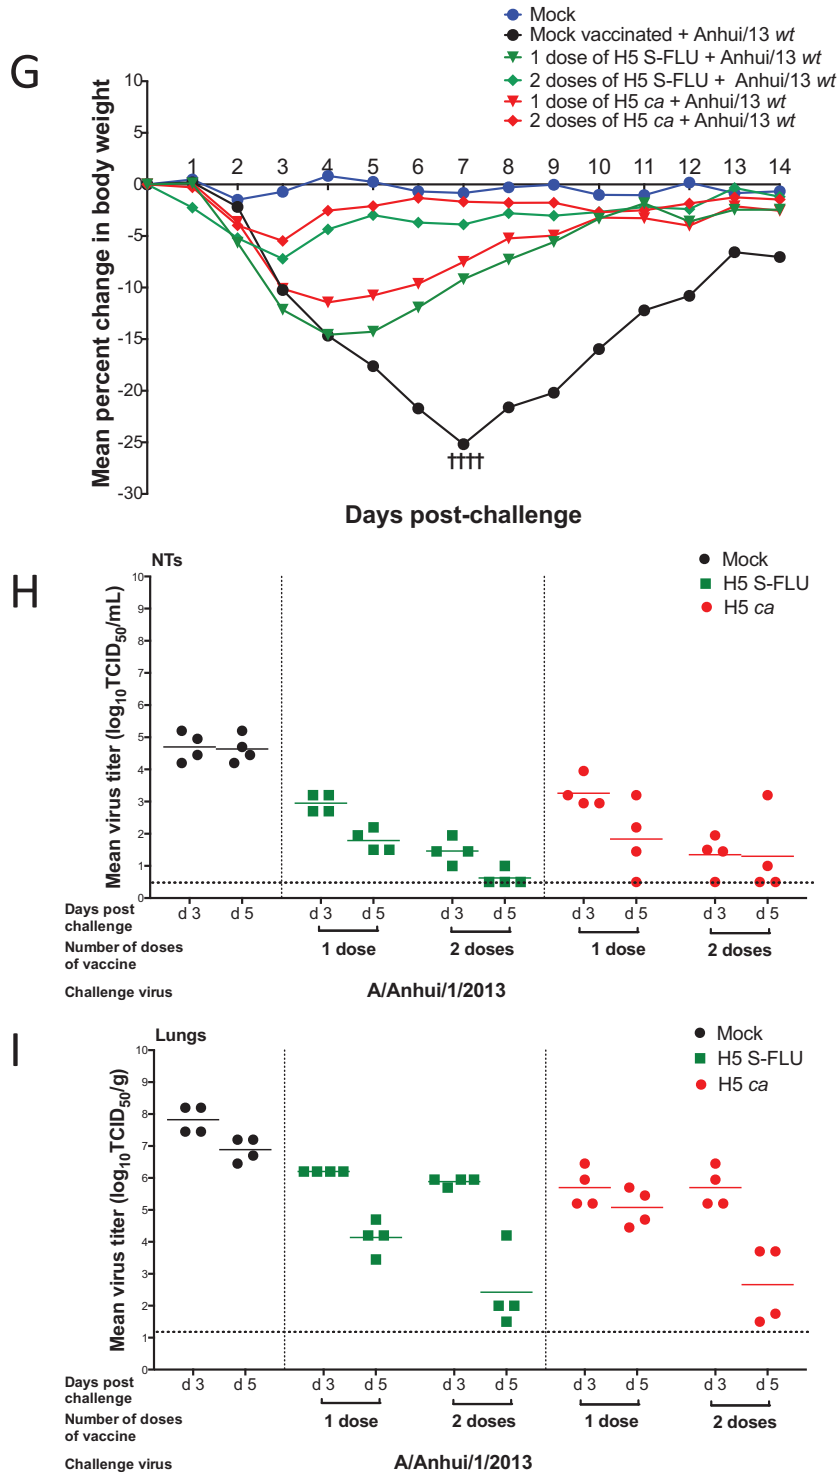 G
Mock
Mock vaccinated + Anhui/13 wt
1 dose of H5 S-FLU + Anhui/13 wt
2 doses of H5 S-FLU + Anhui/13 wt
1 dose of H5 ca + Anhui/13 wt
2 doses of H5 ca + Anhui/13 wt
Mean percent change in body weight
10
5
0
-5
-10
-15
-20
-25
-30
1 2 3 4 5 6 7 8 9 10 11 12 13 14
††††
Days post-challenge
H
NTs
Mock
H5 S-FLU
H5 ca
Mean virus titer (log10TCID50/mL)
10
9
8
7
6
5
4
3
2
1
0
Days post challenge
d 3 d 5 d 3 d 5 d 3 d 5 d 3 d 5 d 3 d 5
Number of doses of vaccine
1 dose 2 doses 1 dose 2 doses
Challenge virus A/Anhui/1/2013
I
Lungs
Mock
H5 S-FLU
H5 ca
Mean virus titer (log10TCID50/g)
10
9
8
7
6
5
4
3
2
1
0
Days post challenge
d 3 d 5 d 3 d 5 d 3 d 5 d 3 d 5 d 3 d 5
Number of doses of vaccine
1 dose 2 doses 1 dose 2 doses
Challenge virus A/Anhui/1/2013